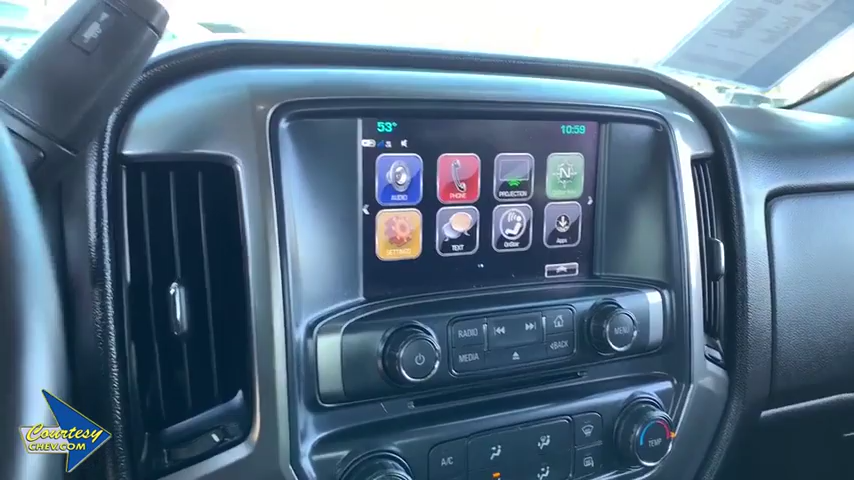 53°
10:59
AUDIO
PHONE
PROJECTION
N
SETTINGS
TEXT
OnStar
Apps
RADIO
MEDIA
BACK
MENU
A/C
TEMP
Courtesy
CHEV.COM